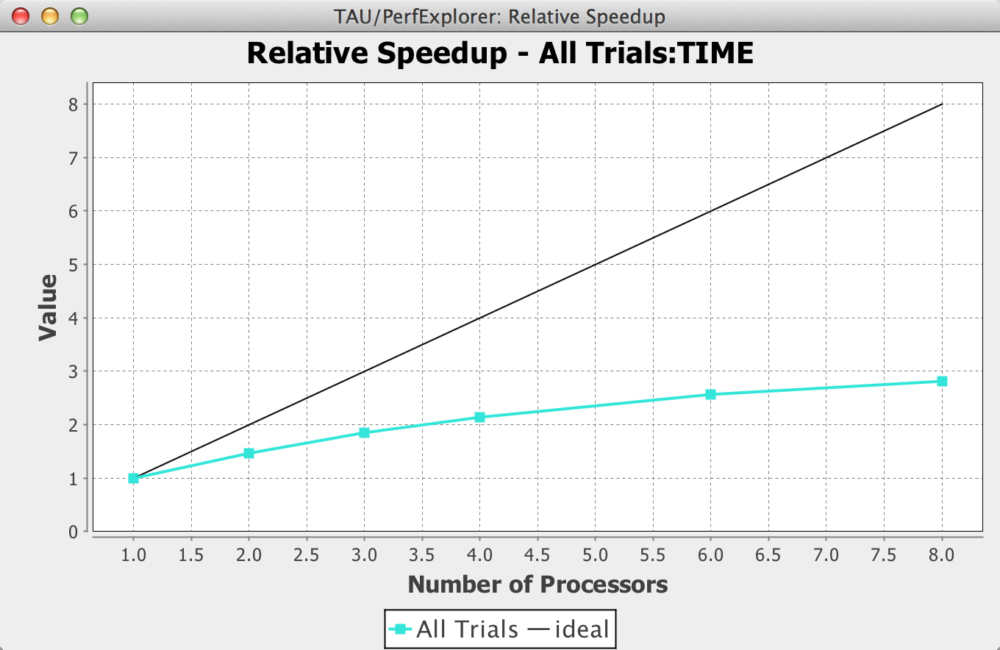 TAU/PerfExplorer: Relative Speedup
Relative Speedup - All Trials:TIME
8
7
6
5
4
3
2
1
0
Value
1.0 1.5 2.0 2.5 3.0 3.5 4.0 4.5 5.0 5.5 6.0 6.5 7.0 7.5 8.0
Number of Processors
All Trials ideal